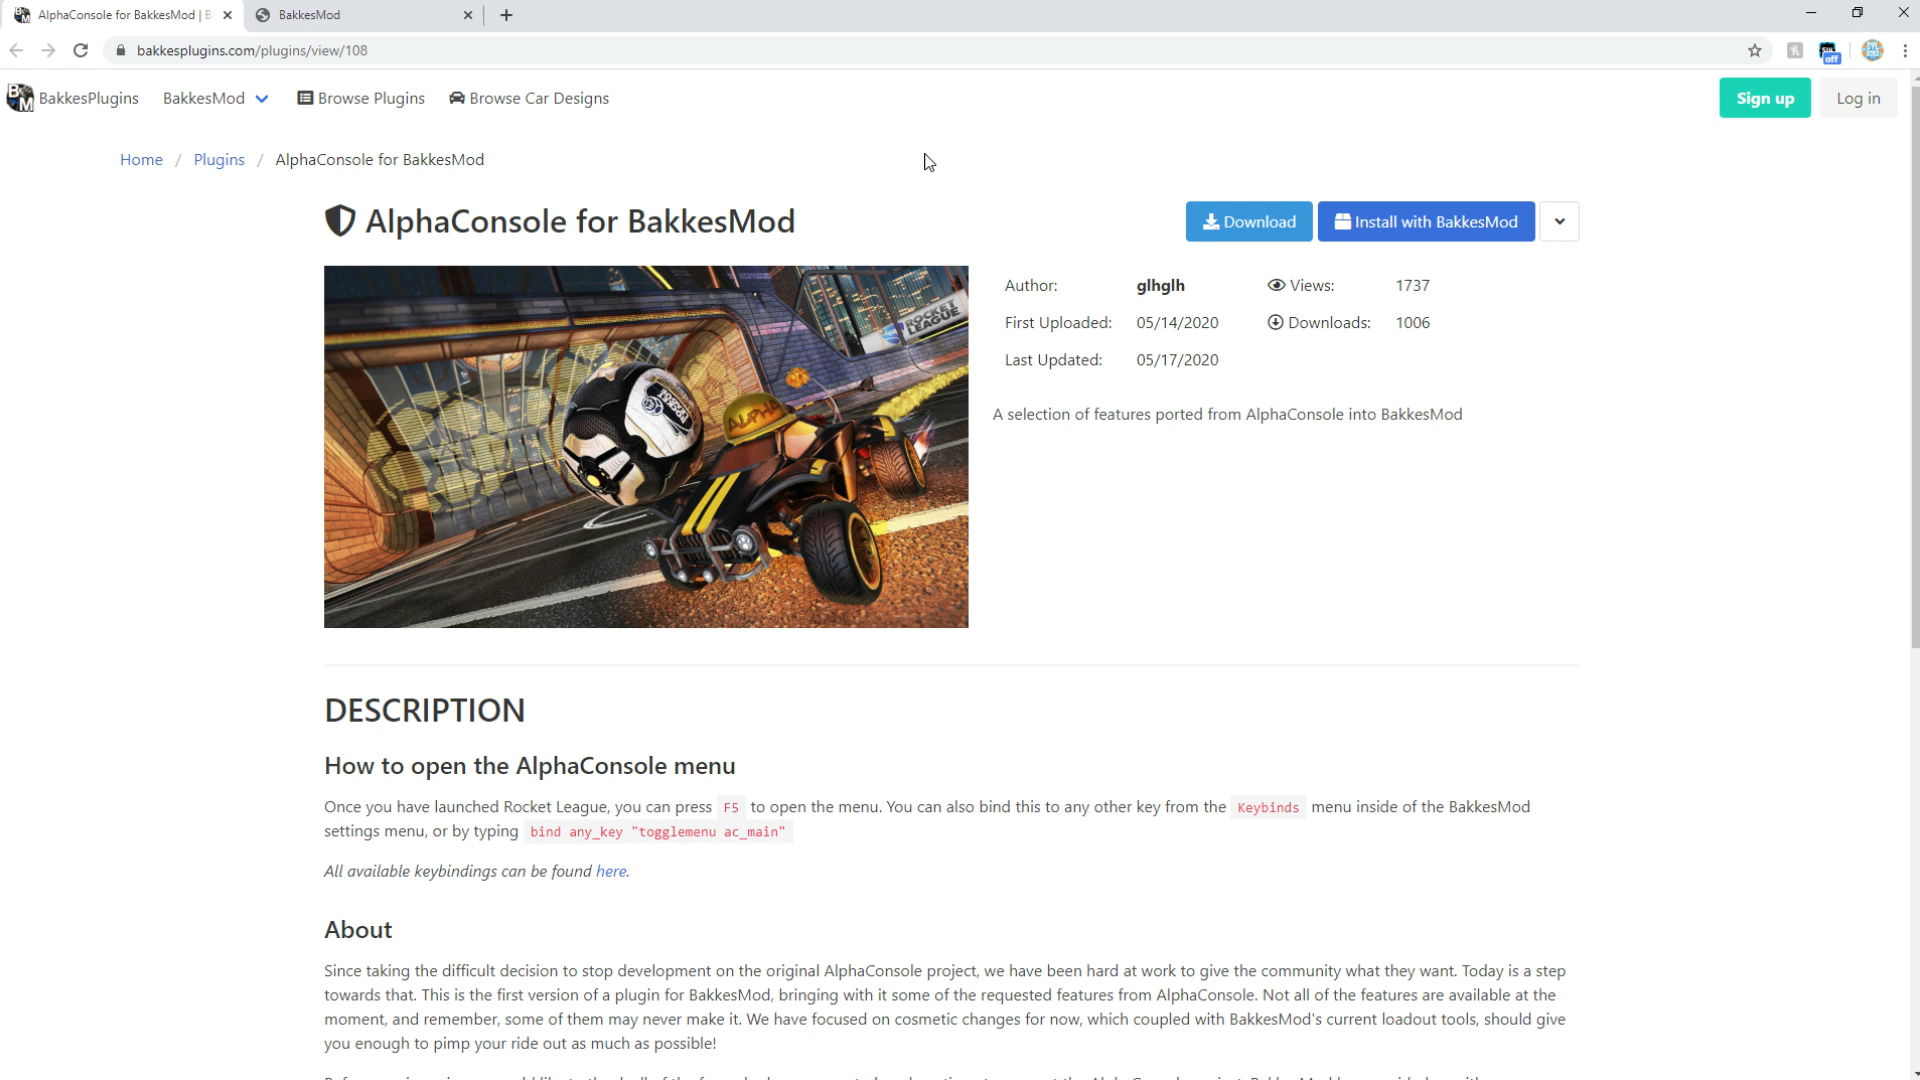 AlphaConsole for BakkesMod | B
BakkesMod
bakkesplugins.com/plugins/view/108
off
BakkesPlugins
BakkesMod
Browse Plugins
Browse Car Designs
Sign up
Log in
Home / Plugins / AlphaConsole for BakkesMod
AlphaConsole for BakkesMod
Download
Install with BakkesMod
ROCKET LEAGUE
ALPHA
Author: glhglh
Views: 1737
First Uploaded: 05/14/2020
Downloads: 1006
Last Updated: 05/17/2020
A selection of features ported from AlphaConsole into BakkesMod
DESCRIPTION
How to open the AlphaConsole menu
Once you have launched Rocket League, you can press F5 to open the menu. You can also bind this to any other key from the Keybinds menu inside of the BakkesMod
settings menu, or by typing bind any_key "togglemenu ac_main"
All available keybindings can be found here.
About
Since taking the difficult decision to stop development on the original AlphaConsole project, we have been hard at work to give the community what they want. Today is a step
towards that. This is the first version of a plugin for BakkesMod, bringing with it some of the requested features from AlphaConsole. Not all of the features are available at the
moment, and remember, some of them may never make it. We have focused on cosmetic changes for now, which coupled with BakkesMod's current loadout tools, should give
you enough to pimp your ride out as much as possible!